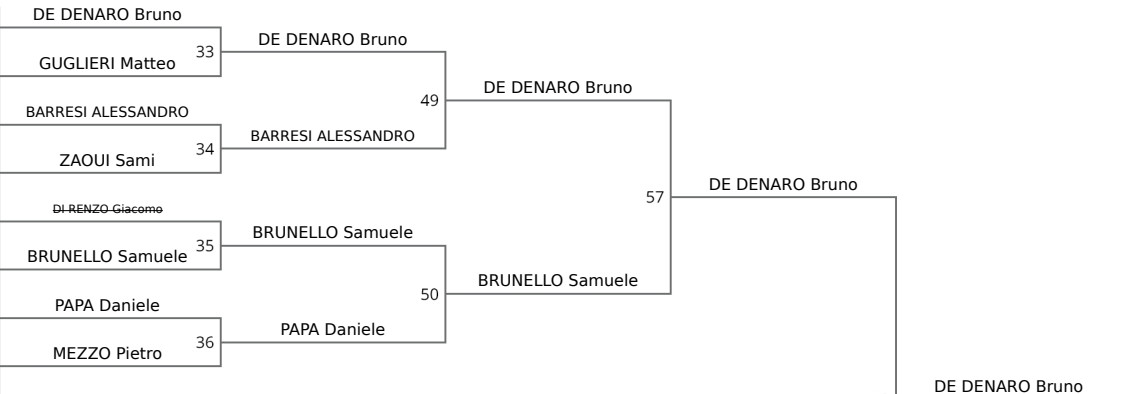 DE DENARO Bruno
33
GUGLIERI Matteo
BARRESI ALESSANDRO
34
ZAOUI Sami
DI RENZO Giacomo
35
BRUNELLO Samuele
PAPA Daniele
36
MEZZO Pietro
DE DENARO Bruno
49
BARRESI ALESSANDRO
BRUNELLO Samuele
50
PAPA Daniele
DE DENARO Bruno
57
BRUNELLO Samuele
DE DENARO Bruno
DE DENARO Bruno